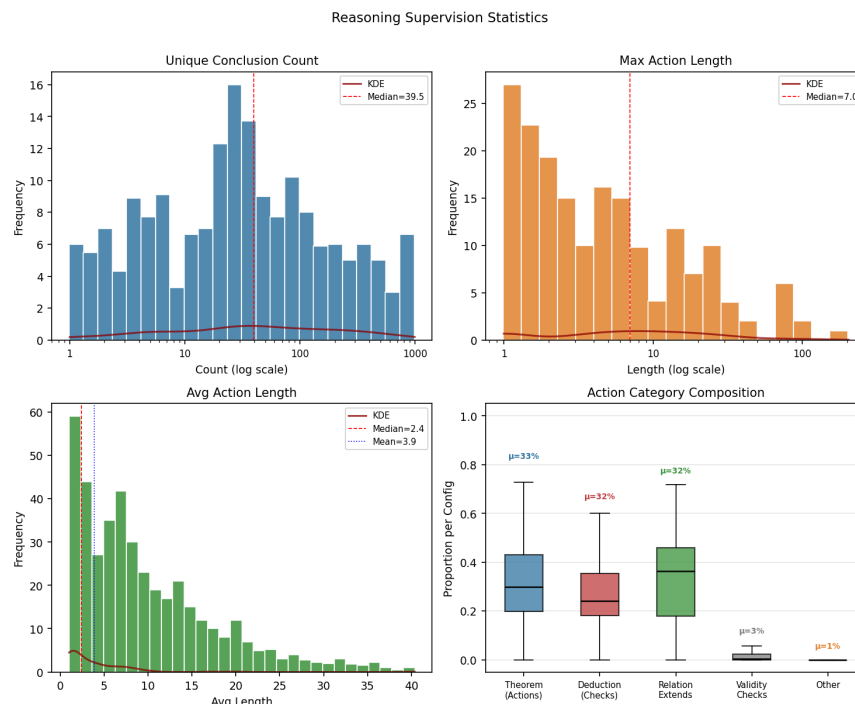 Reasoning Supervision Statistics
Unique Conclusion Count
Frequency
16
14
12
10
8
6
4
2
0
KDE
Median=39.5
1
10
100
1000
Count (log scale)
Max Action Length
Frequency
25
20
15
10
5
0
KDE
Median=7.0
1
10
100
Length (log scale)
Avg Action Length
Frequency
60
50
40
30
20
10
0
KDE
Median=2.4
Mean=3.9
0
5
10
15
20
25
30
35
40
Avg Length
Action Category Composition
Proportion per Config
1.0
0.8
0.6
0.4
0.2
0.0
μ=33%
μ=32%
μ=32%
μ=3%
μ=1%
Theorem
(Actions)
Deduction
(Checks)
Relation
Extends
Validity
Checks
Other